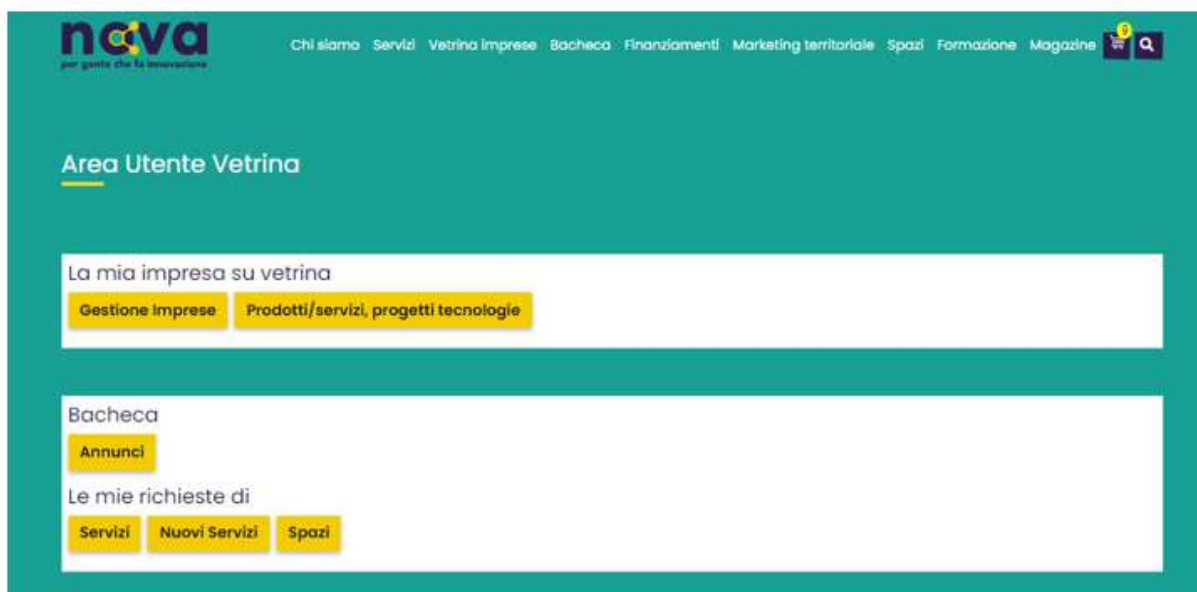 nova
per gente che fa innovazione
Chi siamo Servizi Vetrina imprese Bacheca Finanziamenti Marketing territoriale Spazi Formazione Magazine 9
Area Utente Vetrina
La mia impresa su vetrina
Gestione Imprese Prodotti/servizi, progetti tecnologie
Bacheca
Annunci
Le mie richieste di
Servizi Nuovi Servizi Spazi